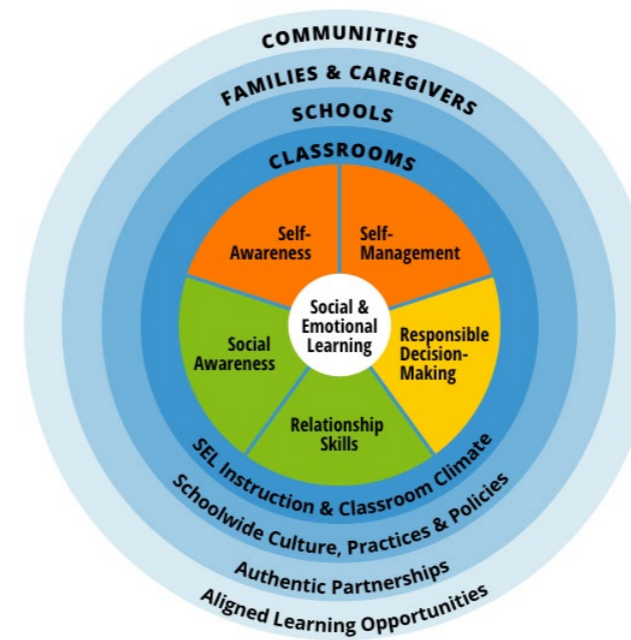 COMMUNITIES
FAMILIES & CAREGIVERS
SCHOOLS
CLASSROOMS
Self-
Awareness
Self-
Management
Social &
Emotional
Learning
Social
Awareness
Responsible
Decision-
Making
Relationship
Skills
SEL Instruction & Classroom Climate
Schoolwide Culture, Practices & Policies
Authentic Partnerships
Aligned Learning Opportunities